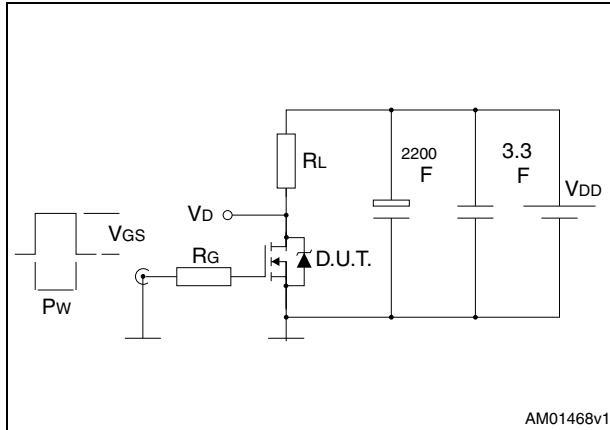 RL
2200
F
3.3
F
VDD
VD
VGS
RG
D.U.T.
PW
AM01468v1